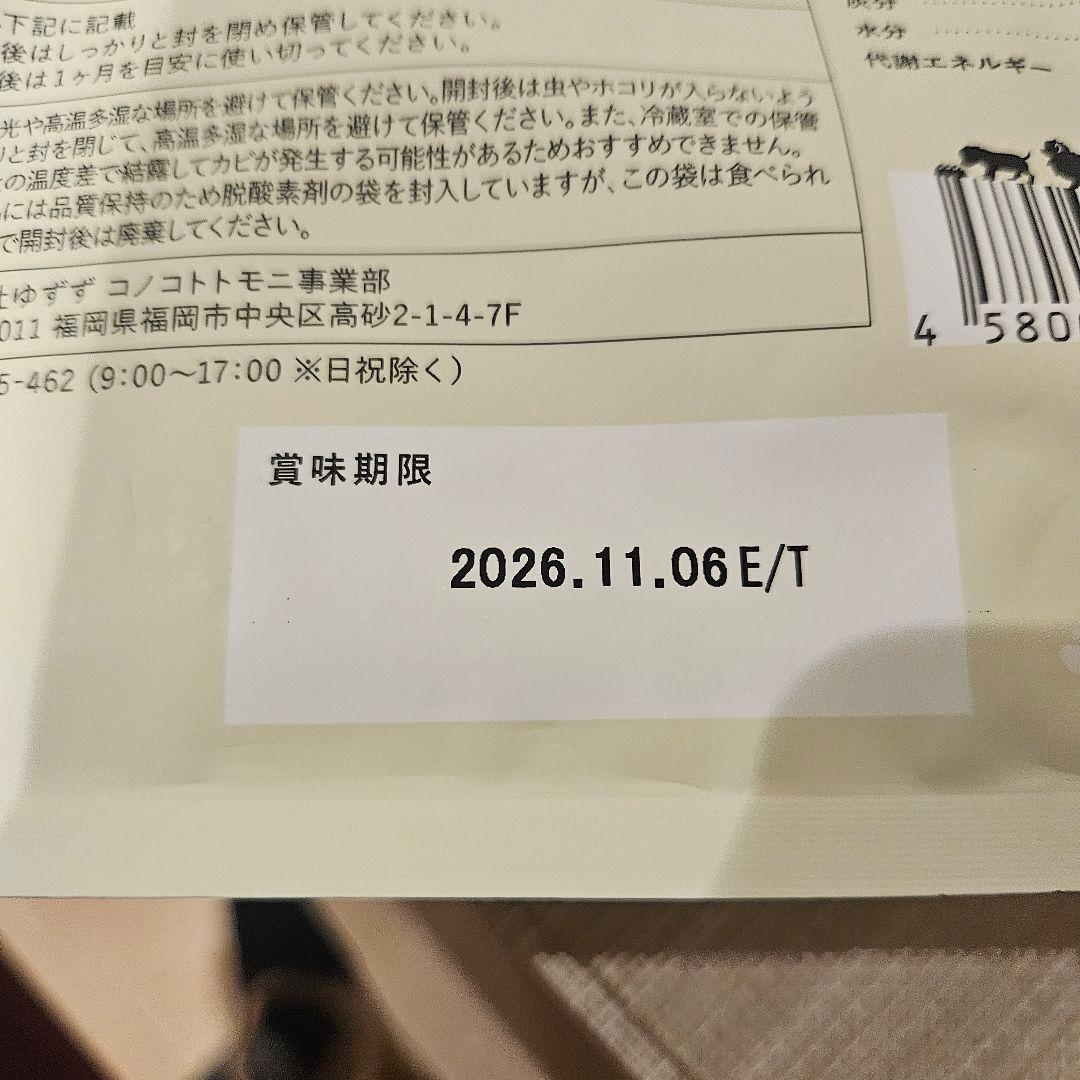 下記に記載
後はしっかりと封を閉め保管してください。
後は1ヶ月を目安に使い切ってください。
光や高温多湿な場所を避けて保管ください。開封後は虫やホコリが入らないよう
りと封を閉じて、高温多湿な場所を避けて保管ください。また、冷蔵室での保管
の温度差で結露してカビが発生する可能性があるためおすすめできません。
には品質保持のため脱酸素剤の袋を封入していますが、この袋は食べられ
で開封後は廃棄してください。
社ゆずず コノコトトモニ事業部
011 福岡県福岡市中央区高砂2-1-4-7F
5-462 (9:00〜17:00 ※日祝除く)
灰分
水分
代謝エネルギー
4 580
賞味期限
2026.11.06E/T